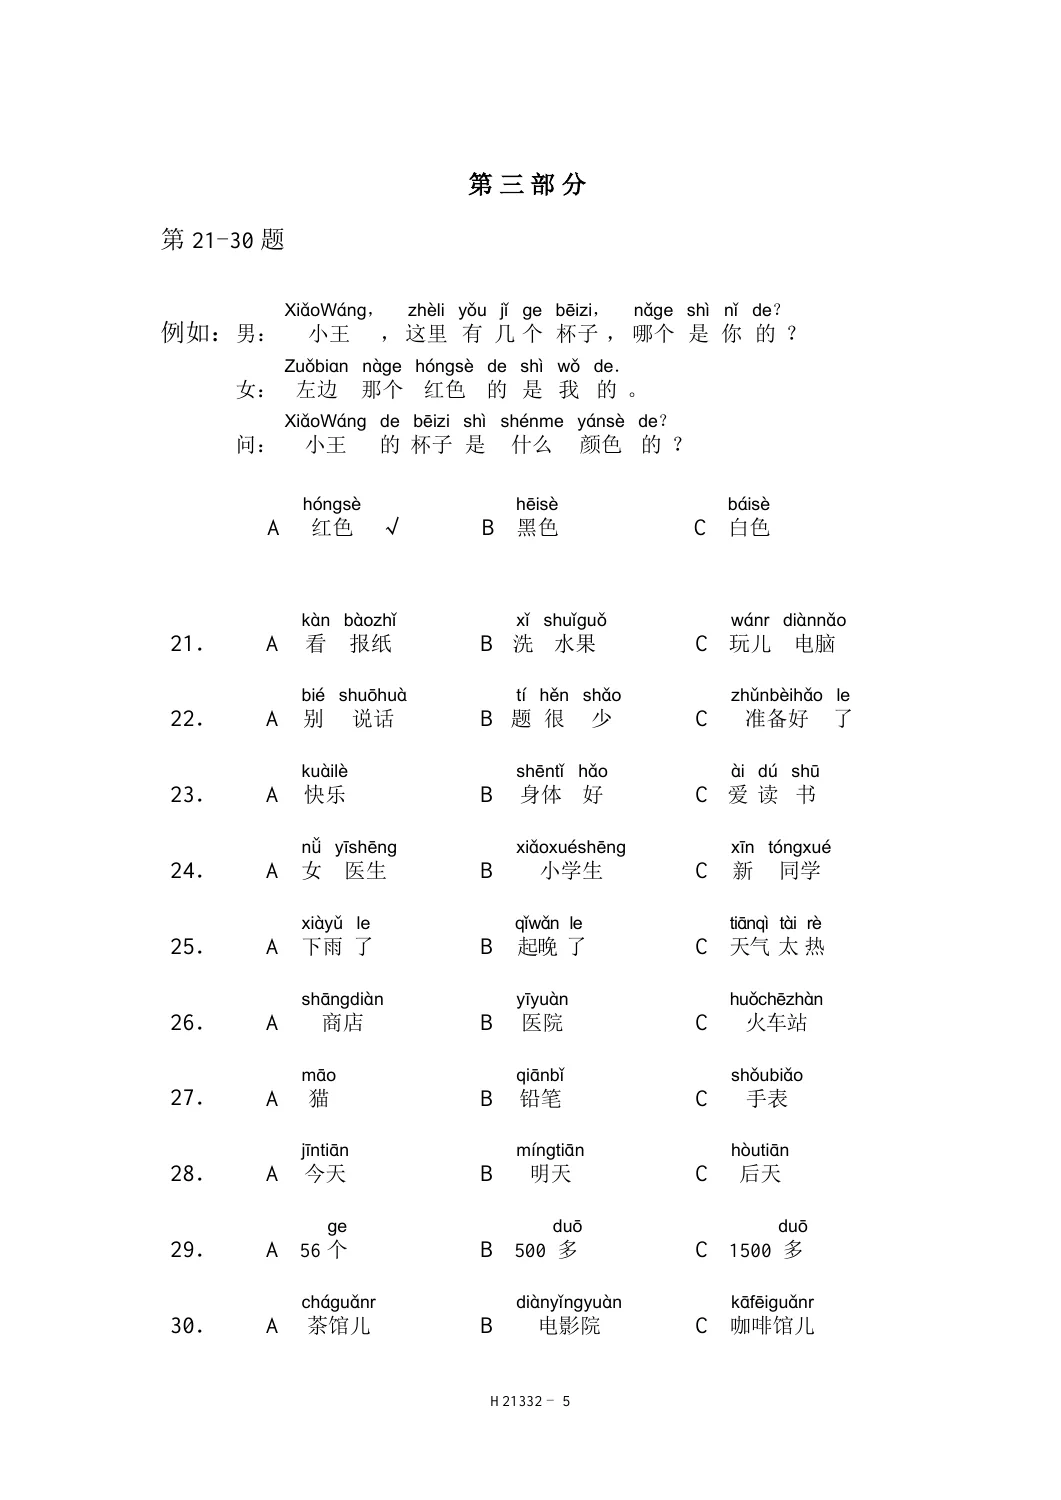 第三部分
第 21-30 题
XiǎoWáng, zhèli yǒu jǐ ge bēizi, nǎge shì nǐ de?
例如：男： 小王 ，这里 有 几 个 杯子 ，哪个 是 你 的 ？
Zuǒbian nàge hóngsè de shì wǒ de.
女： 左边 那个 红色 的 是 我 的 。
XiǎoWáng de bēizi shì shénme yánsè de?
问： 小王 的 杯子 是 什么 颜色 的 ？
hóngsè hēisè báisè
A 红色 √ B 黑色 C 白色
kàn bàozhǐ xǐ shuǐguǒ wánr diànnǎo
21. A 看 报纸 B 洗 水果 C 玩儿 电脑
bié shuōhuà tí hěn shǎo zhǔnbèihǎo le
22. A 别 说话 B 题 很 少 C 准备好 了
kuàilè shēntǐ hǎo ài dú shū
23. A 快乐 B 身体 好 C 爱 读 书
nǚ yīshēng xiǎoxuéshēng xīn tóngxué
24. A 女 医生 B 小学生 C 新 同学
xiàyǔ le qǐwǎn le tiānqì tài rè
25. A 下雨 了 B 起晚 了 C 天气 太 热
shāngdiàn yīyuàn huǒchēzhàn
26. A 商店 B 医院 C 火车站
māo qiānbǐ shǒubiǎo
27. A 猫 B 铅笔 C 手表
jīntiān míngtiān hòutiān
28. A 今天 B 明天 C 后天
ge duō duō
29. A 56 个 B 500 多 C 1500 多
cháguǎnr diànyǐngyuàn kāfēiguǎnr
30. A 茶馆儿 B 电影院 C 咖啡馆儿
H21332－ 5